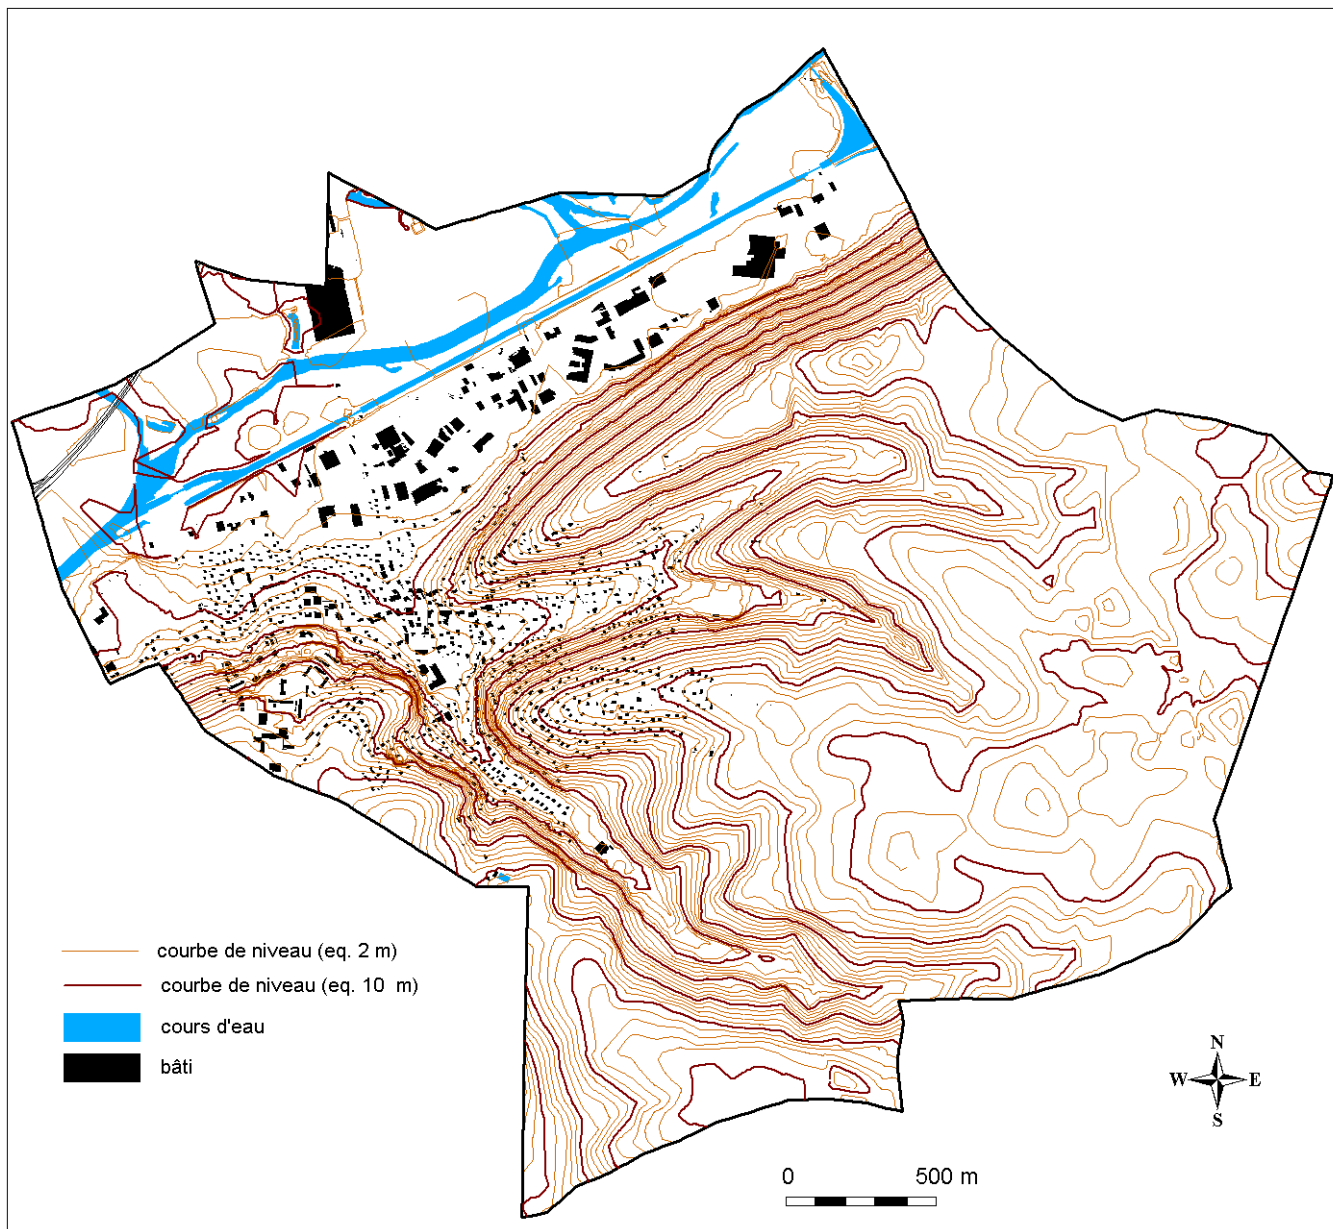 courbe de niveau (eq. 2 m)
courbe de niveau (eq. 10  m)
cours d'eau
bâti
N
W E
S
0 500 m